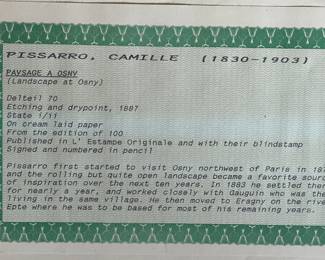 PISSARRO, CAMILLE (1830-1903)
PAYSAGE A OSNY
(Landscape at Osny)
Delteil 70
Etching and drypoint, 1887
State i/ii
On cream laid paper
From the edition of 100
Published in L' Estampe Originale and with their blindstamp
Signed and numbered in pencil
Pissarro first started to visit Osny northwest of Paris in 187
and the rolling but quite open landscape became a favorite sourc
of inspiration over the next ten years. In 1883 he settled ther
for nearly a year, and worked closely with Gauguin who was the
living in the same village. He then moved to Eragny on the rive
Epte where he was to be based for most of his remaining years.